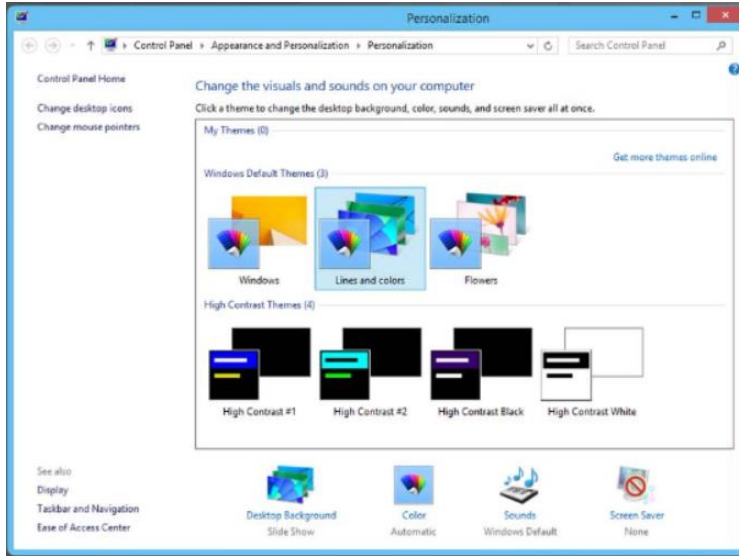 Personalization
Control Panel Appearance and Personalization Personalization
Search Control Panel
Control Panel Home
Change desktop icons
Change mouse pointers
Change the visuals and sounds on your computer
Click a theme to change the desktop background, color, sounds, and screen saver all at once.
My Themes (0)
Get more themes online
Windows Default Themes (3)
Windows
Lines and colors
Flowers
High Contrast Themes (4)
High Contrast #1
High Contrast #2
High Contrast Black
High Contrast White
See also
Display
Taskbar and Navigation
Ease of Access Center
Desktop Background
Slide Show
Color
Automatic
Sounds
Windows Default
Screen Saver
None